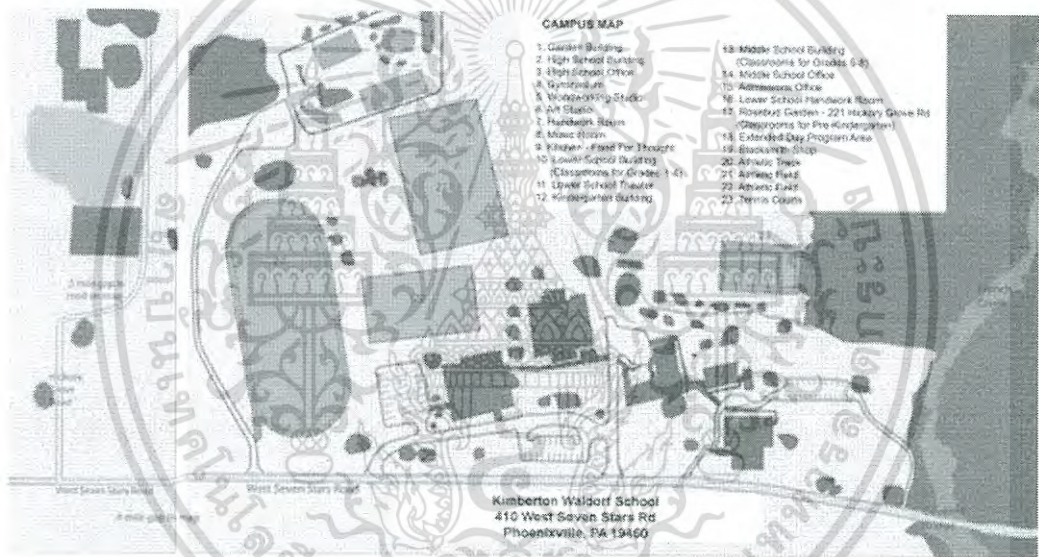 CAMPUS MAP
1. Garden Building
2. High School Building
3. High School Office
4. Gymnasium
5. Woodworking Studio
6. Art Studio
7. Handwork Room
8. Music Room
9. Kitchen - Food For Thought
10. Lower School Building
(Classrooms for Grades 1-5)
11. Lower School Theater
12. Kindergarten Building
13. Middle School Building
(Classrooms for Grades 6-8)
14. Middle School Office
15. Admissions Office
16. Lower School Handwork Room
17. Rosebud Garden - 221 Hickory Grove Rd
(Classrooms for Pre-Kindergarten)
18. Extended Day Program Area
19. Blacksmith Shop
20. Athletic Track
21. Athletic Field
22. Athletic Field
23. Tennis Courts
West Seven Stars Road
West Seven Stars Road
Kimberton Waldorf School
410 West Seven Stars Rd
Phoenixville, PA 19460